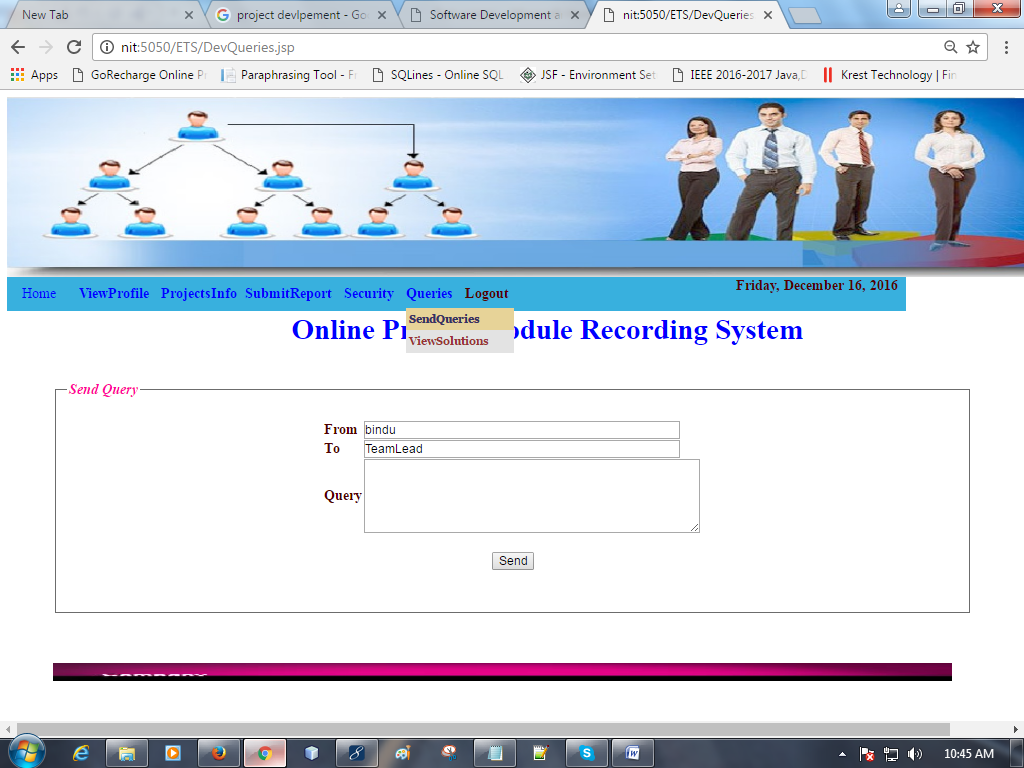 New Tab
project devlpement - Go
Software Development a
nit:5050/ETS/DevQueries.
nit:5050/ETS/DevQueries.jsp
Apps
GoRecharge Online P
Paraphrasing Tool - F
SQLines - Online SQL
JSF - Environment Set
IEEE 2016-2017 Java,D
Krest Technology | Fin
Home
ViewProfile
ProjectsInfo
SubmitReport
Security
Queries
Logout
Friday, December 16, 2016
SendQueries
ViewSolutions
Online Pr odule Recording System
Send Query
From
bindu
To
TeamLead
Query
Send
10:45 AM